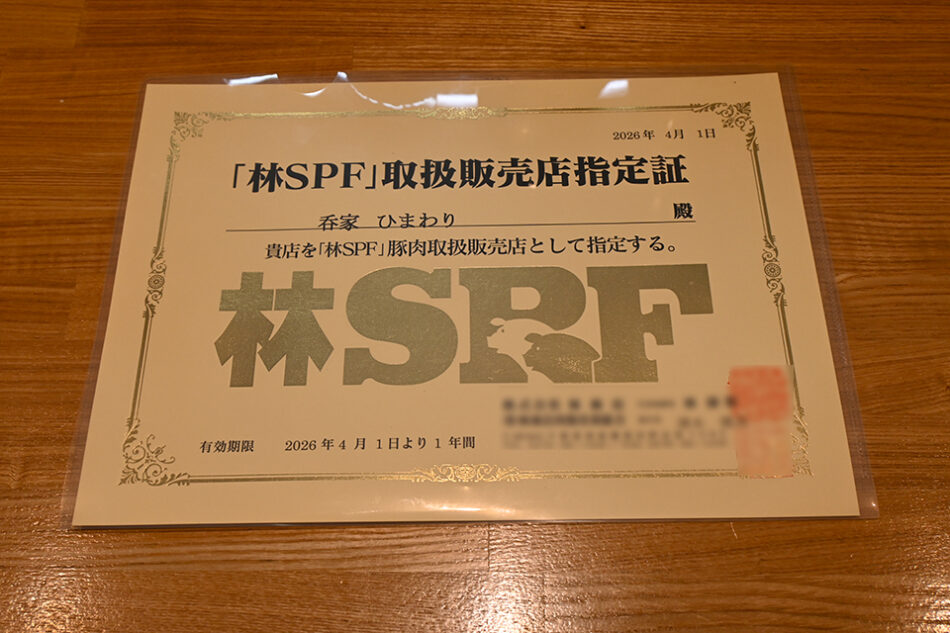 2026年 4月 1日
「林SPF」取扱販売店指定証
呑家 ひまわり 殿
貴店を「林SPF」豚肉取扱販売店として指定する。
林SPF
有効期限 2026年4月1日より1年間